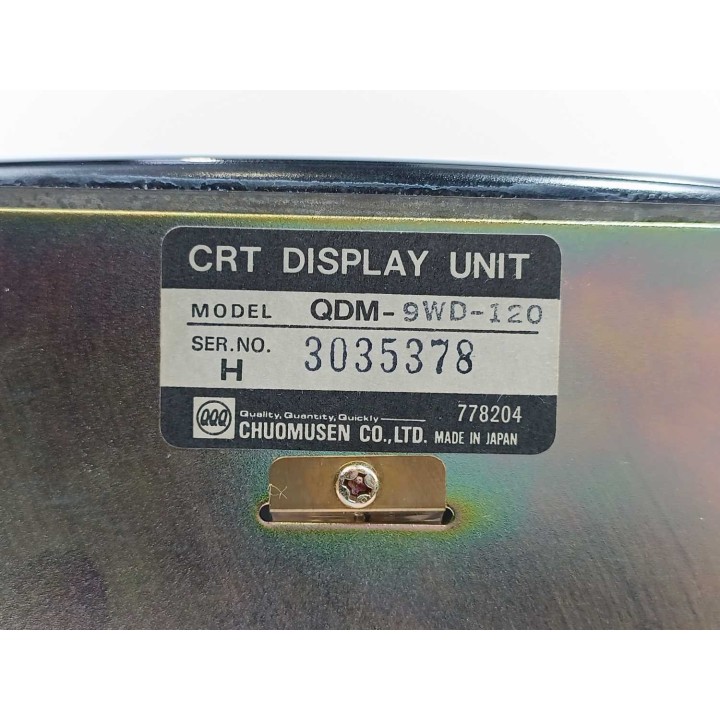 CRT DISPLAY UNIT
MODEL QDM-9WD-120
SER.NO. 3035378
H
QQQ Quality, Quantity, Quickly 778204
CHUOMUSEN CO.,LTD. MADE IN JAPAN